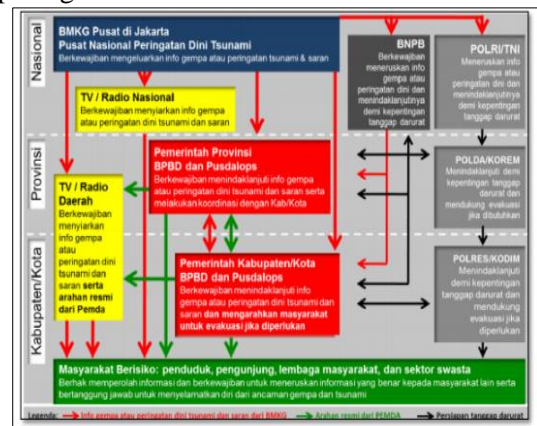 Nasional
BMKG Pusat di Jakarta
Pusat Nasional Peringatan Dini Tsunami
Berkewajiban mengeluarkan info gempa atau peringatan tsunami & saran
TV / Radio Nasional
Berkewajiban menyiarkan info gempa
atau peringatan dini tsunami dan saran
BNPB
Berkewajiban
meneruskan info
gempa atau
peringatan dini dan
menindaklanjutinya
demi kepentingan
tanggap darurat
POLRI/TNI
Meneruskan info
gempa atau
peringatan dini dan
menindaklanjutinya
demi kepentingan
tanggap darurat
Provinsi
Pemerintah Provinsi
BPBD dan Pusdalops
Berkewajiban menindaklanjuti info gempa
atau peringatan dini tsunami dan saran serta
melakukan koordinasi dengan Kab/Kota
TV / Radio
Daerah
Berkewajiban
menyiarkan
info gempa
atau
peringatan dini
tsunami dan
saran serta
arahan resmi
dari Pemda
POLDA/KOREM
Menindaklanjuti demi
kepentingan tanggap
darurat dan
mendukung evakuasi
jika dibutuhkan
Kabupaten/Kota
Pemerintah Kabupaten/Kota
BPBD dan Pusdalops
Berkewajiban menindaklanjuti info
gempa atau peringatan dini tsunami dan
saran dan mengarahkan masyarakat
untuk evakuasi jika diperlukan
POLRES/KODIM
Menindaklanjuti
demi kepentingan
tanggap darurat dan
mendukung
evakuasi jika
diperlukan
Masyarakat Berisiko: penduduk, pengunjung, lembaga masyarakat, dan sektor swasta
Berhak memperolah informasi dan berkewajiban untuk meneruskan informasi yang benar kepada masyarakat lain serta
bertanggung jawab untuk menyelamatkan diri dari ancaman gempa dan tsunami
Legenda: Info gempa atau peringatan dini tsunami dan saran dari BMKG Arahan resmi dari PEMDA Persiapan tanggap darurat